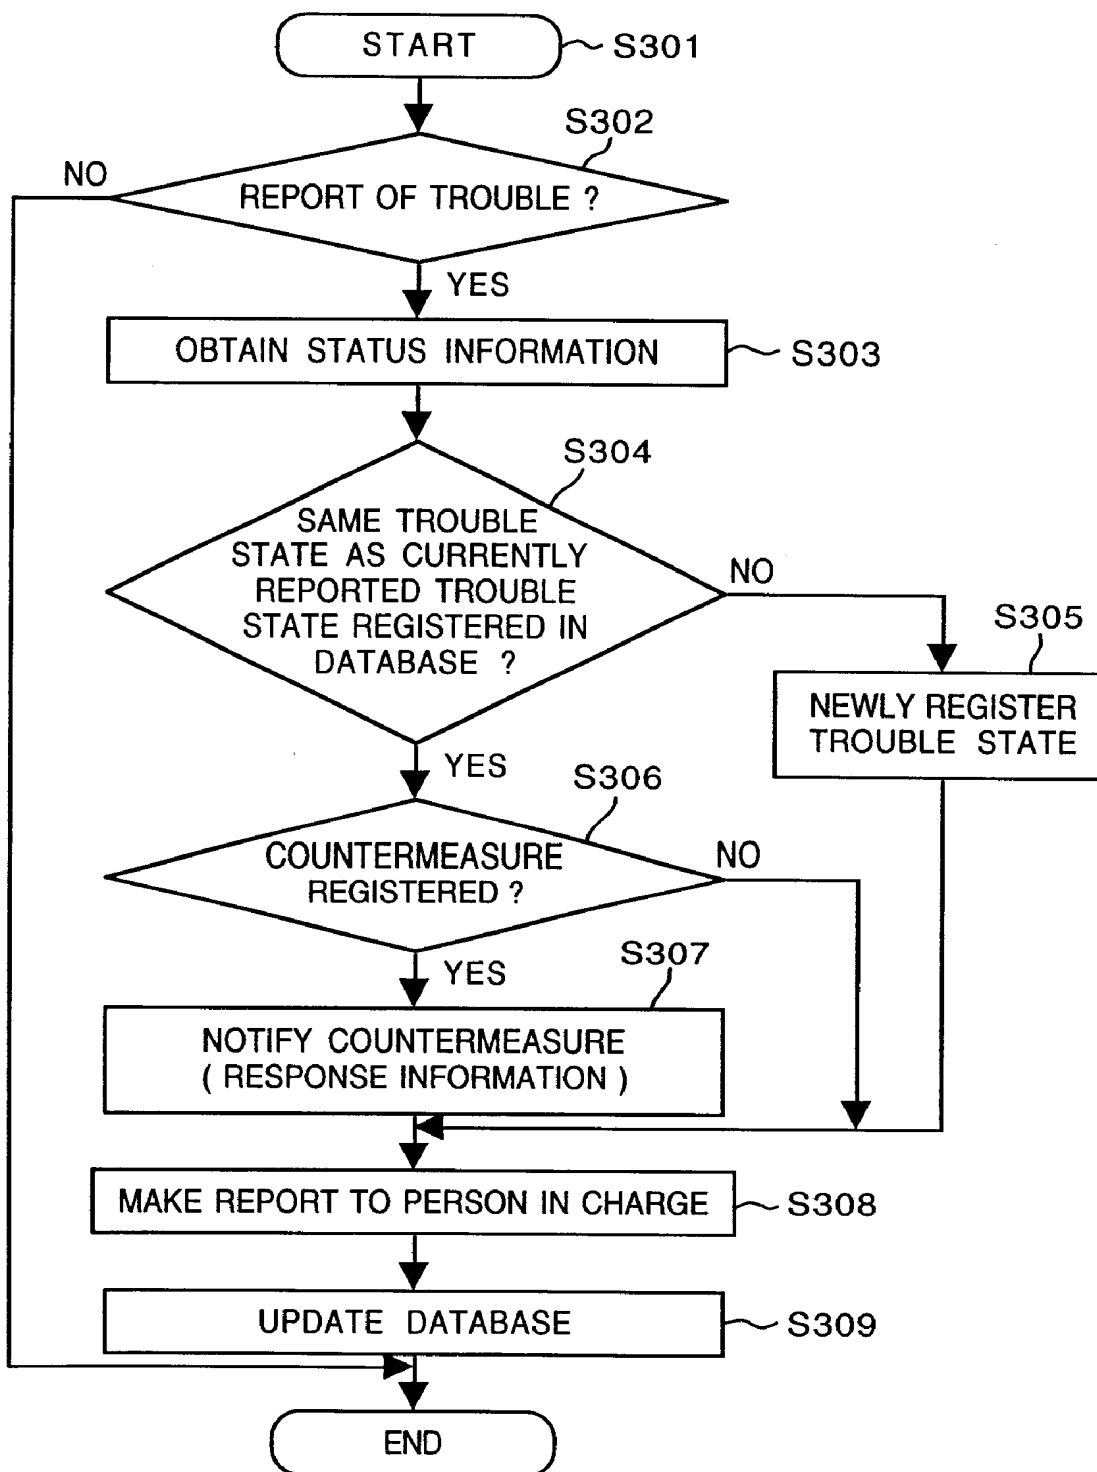 START
S301
S302
NO
REPORT OF TROUBLE ?
YES
OBTAIN STATUS INFORMATION
S303
S304
SAME TROUBLE
STATE AS CURRENTLY
REPORTED TROUBLE
STATE REGISTERED IN
DATABASE ?
NO
S305
NEWLY REGISTER
TROUBLE STATE
YES
S306
COUNTERMEASURE
REGISTERED ?
NO
YES
S307
NOTIFY COUNTERMEASURE
( RESPONSE INFORMATION )
MAKE REPORT TO PERSON IN CHARGE
S308
UPDATE DATABASE
S309
END